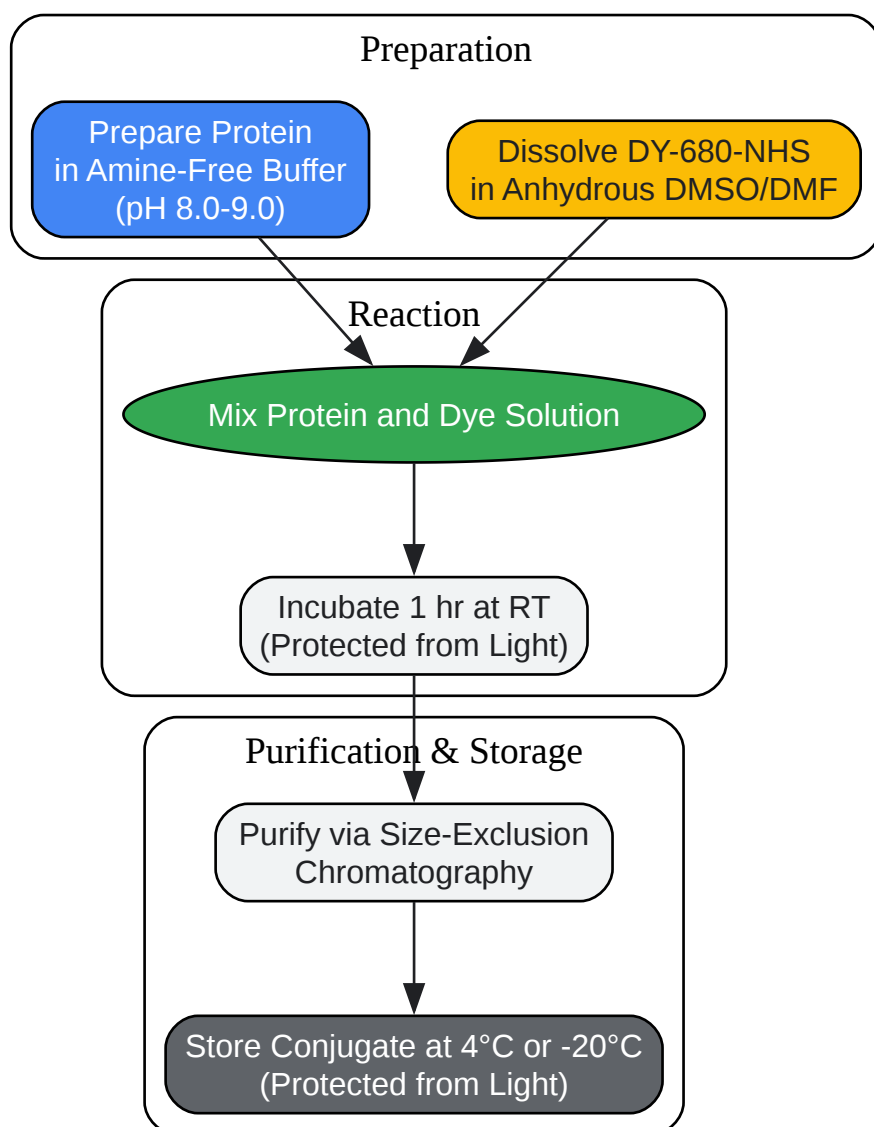 Preparation
Prepare Protein
in Amine-Free Buffer
(pH 8.0-9.0)
Dissolve DY-680-NHS
in Anhydrous DMSO/DMF
Reaction
Mix Protein and Dye Solution
Incubate 1 hr at RT
(Protected from Light)
Purification & Storage
Purify via Size-Exclusion
Chromatography
Store Conjugate at 4°C or -20°C
(Protected from Light)